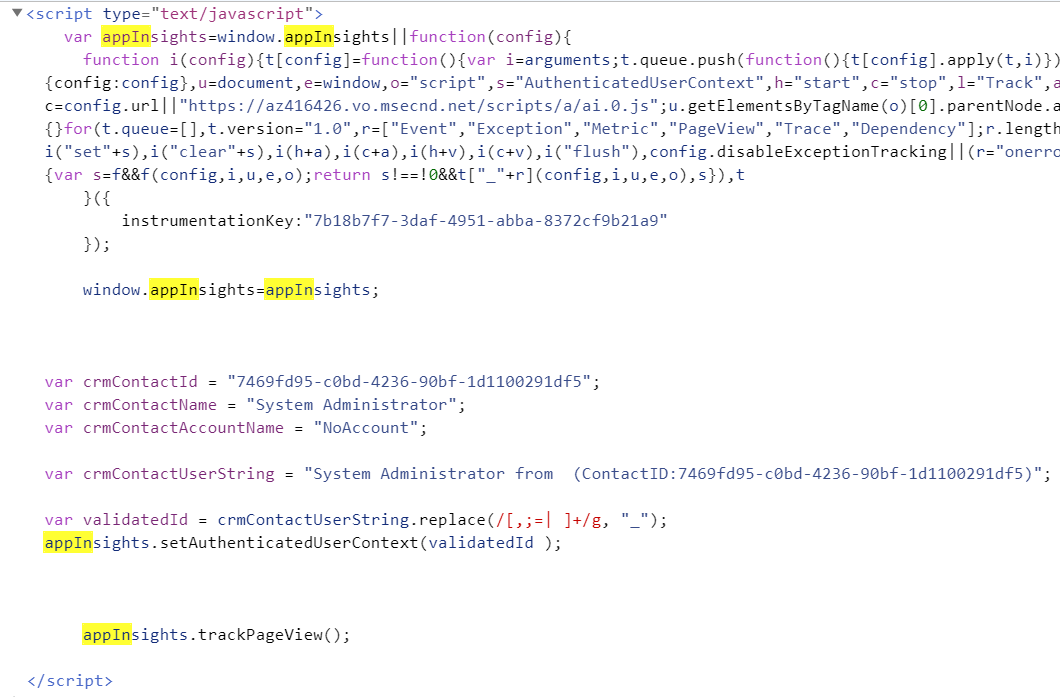 ▼<script type="text/javascript">
var appInsights=window.appInsights||function(config){
function i(config){t[config]=function(){var i=arguments;t.queue.push(function(){t[config].apply(t,i)})
{config:config},u=document,e=window,o="script",s="AuthenticatedUserContext",h="start",c="stop",l="Track",a
c=config.url||"https://az416426.vo.msecnd.net/scripts/a/ai.0.js";u.getElementsByTagName(o)[0].parentNode.a
{}for(t.queue=[],t.version="1.0",r=["Event","Exception","Metric","PageView","Trace","Dependency"];r.length
i("set"+s),i("clear"+s),i(h+a),i(c+a),i(h+v),i(c+v),i("flush"),config.disableExceptionTracking||(r="onerro
{var s=f&&f(config,i,u,e,o);return s!==!0&&t["_"+r](config,i,u,e,o),s}),t
}({
instrumentationKey:"7b18b7f7-3daf-4951-abba-8372cf9b21a9"
});
window.appInsights=appInsights;
var crmContactId = "7469fd95-c0bd-4236-90bf-1d1100291df5";
var crmContactName = "System Administrator";
var crmContactAccountName = "NoAccount";
var crmContactUserString = "System Administrator from  (ContactID:7469fd95-c0bd-4236-90bf-1d1100291df5)";
var validatedId = crmContactUserString.replace(/[,;=| ]+/g, "_");
appInsights.setAuthenticatedUserContext(validatedId );
appInsights.trackPageView();
</script>